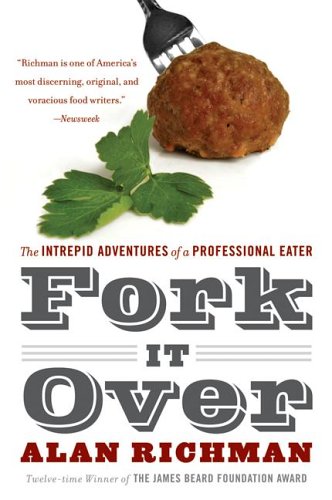 “Richman is one of America's
most discerning, original, and
voracious food writers.”
—Newsweek
The INTREPID ADVENTURES of a PROFESSIONAL EATER
Fork
IT
Over
ALAN RICHMAN
Twelve-time Winner of THE JAMES BEARD FOUNDATION AWARD